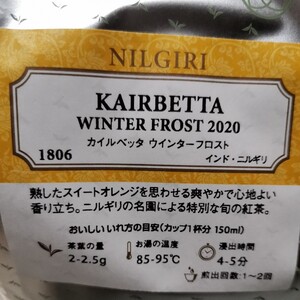 NILGIRI
KAIRBETTA
WINTER FROST 2020
カイルベッタ ウインターフロスト
1806
インド・ニルギリ
熟したスイートオレンジを思わせる爽やかで心地よい
香り立ち。ニルギリの名園による特別な旬の紅茶。
おいしいいれ方の目安(カップ1杯分 150ml)
茶葉の量 お湯の温度 浸出時間
2-2.5g 85-95℃ 4-5分
煎出回数:1~2回